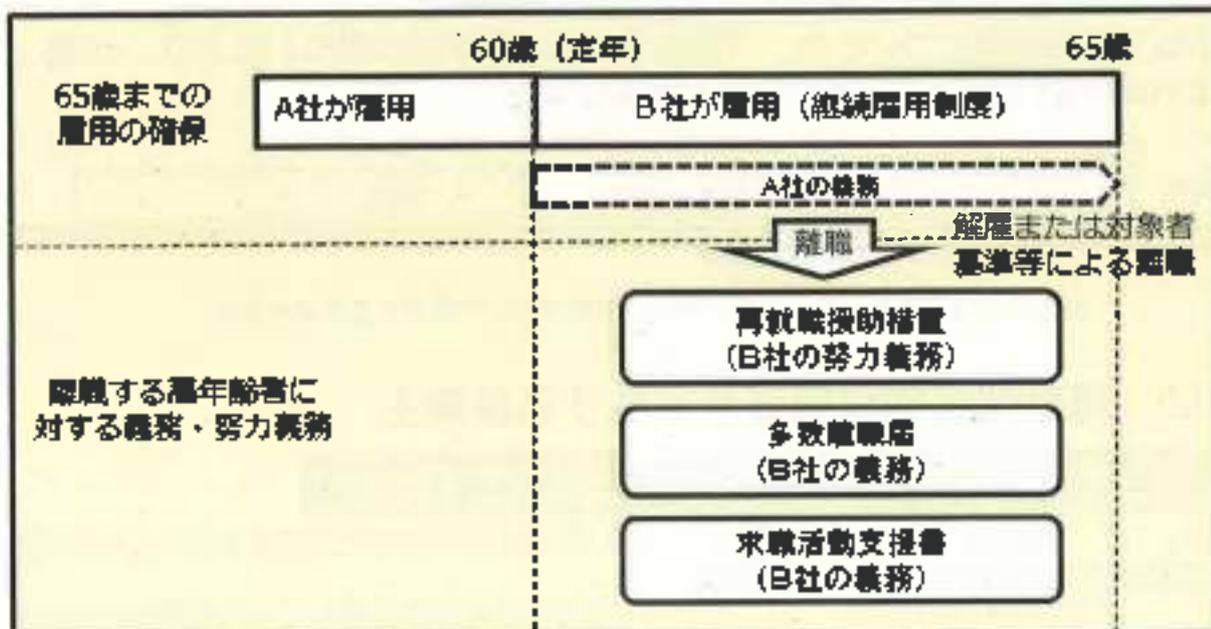 60歳（定年）
65歳
65歳までの
雇用の確保
A社が雇用
B社が雇用（継続雇用制度）
A社の義務
離職
解雇または対象者
基準等による離職
再就職援助措置
(B社の努力義務)
離職する高年齢者に
対する義務・努力義務
多数離職届
(B社の義務)
求職活動支援書
(B社の義務)